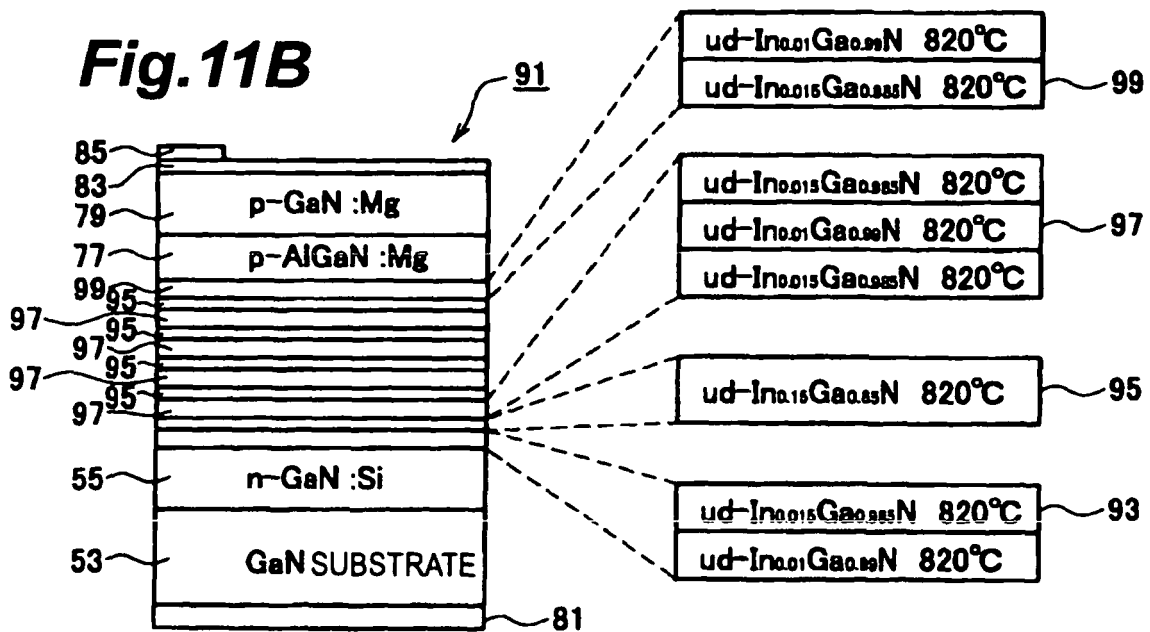 Fig.11B
91
ud-In0.01Ga0.99N 820℃
ud-In0.015Ga0.985N 820℃
99
85
83
79
p-GaN :Mg
77
p-AlGaN :Mg
99
95
97
95
97
95
97
95
97
ud-In0.015Ga0.985N 820℃
ud-In0.01Ga0.99N 820℃
97
ud-In0.015Ga0.985N 820℃
ud-In0.15Ga0.85N 820℃
95
55
n-GaN :Si
ud-In0.015Ga0.985N 820℃
93
ud-In0.01Ga0.99N 820℃
53
GaN SUBSTRATE
81